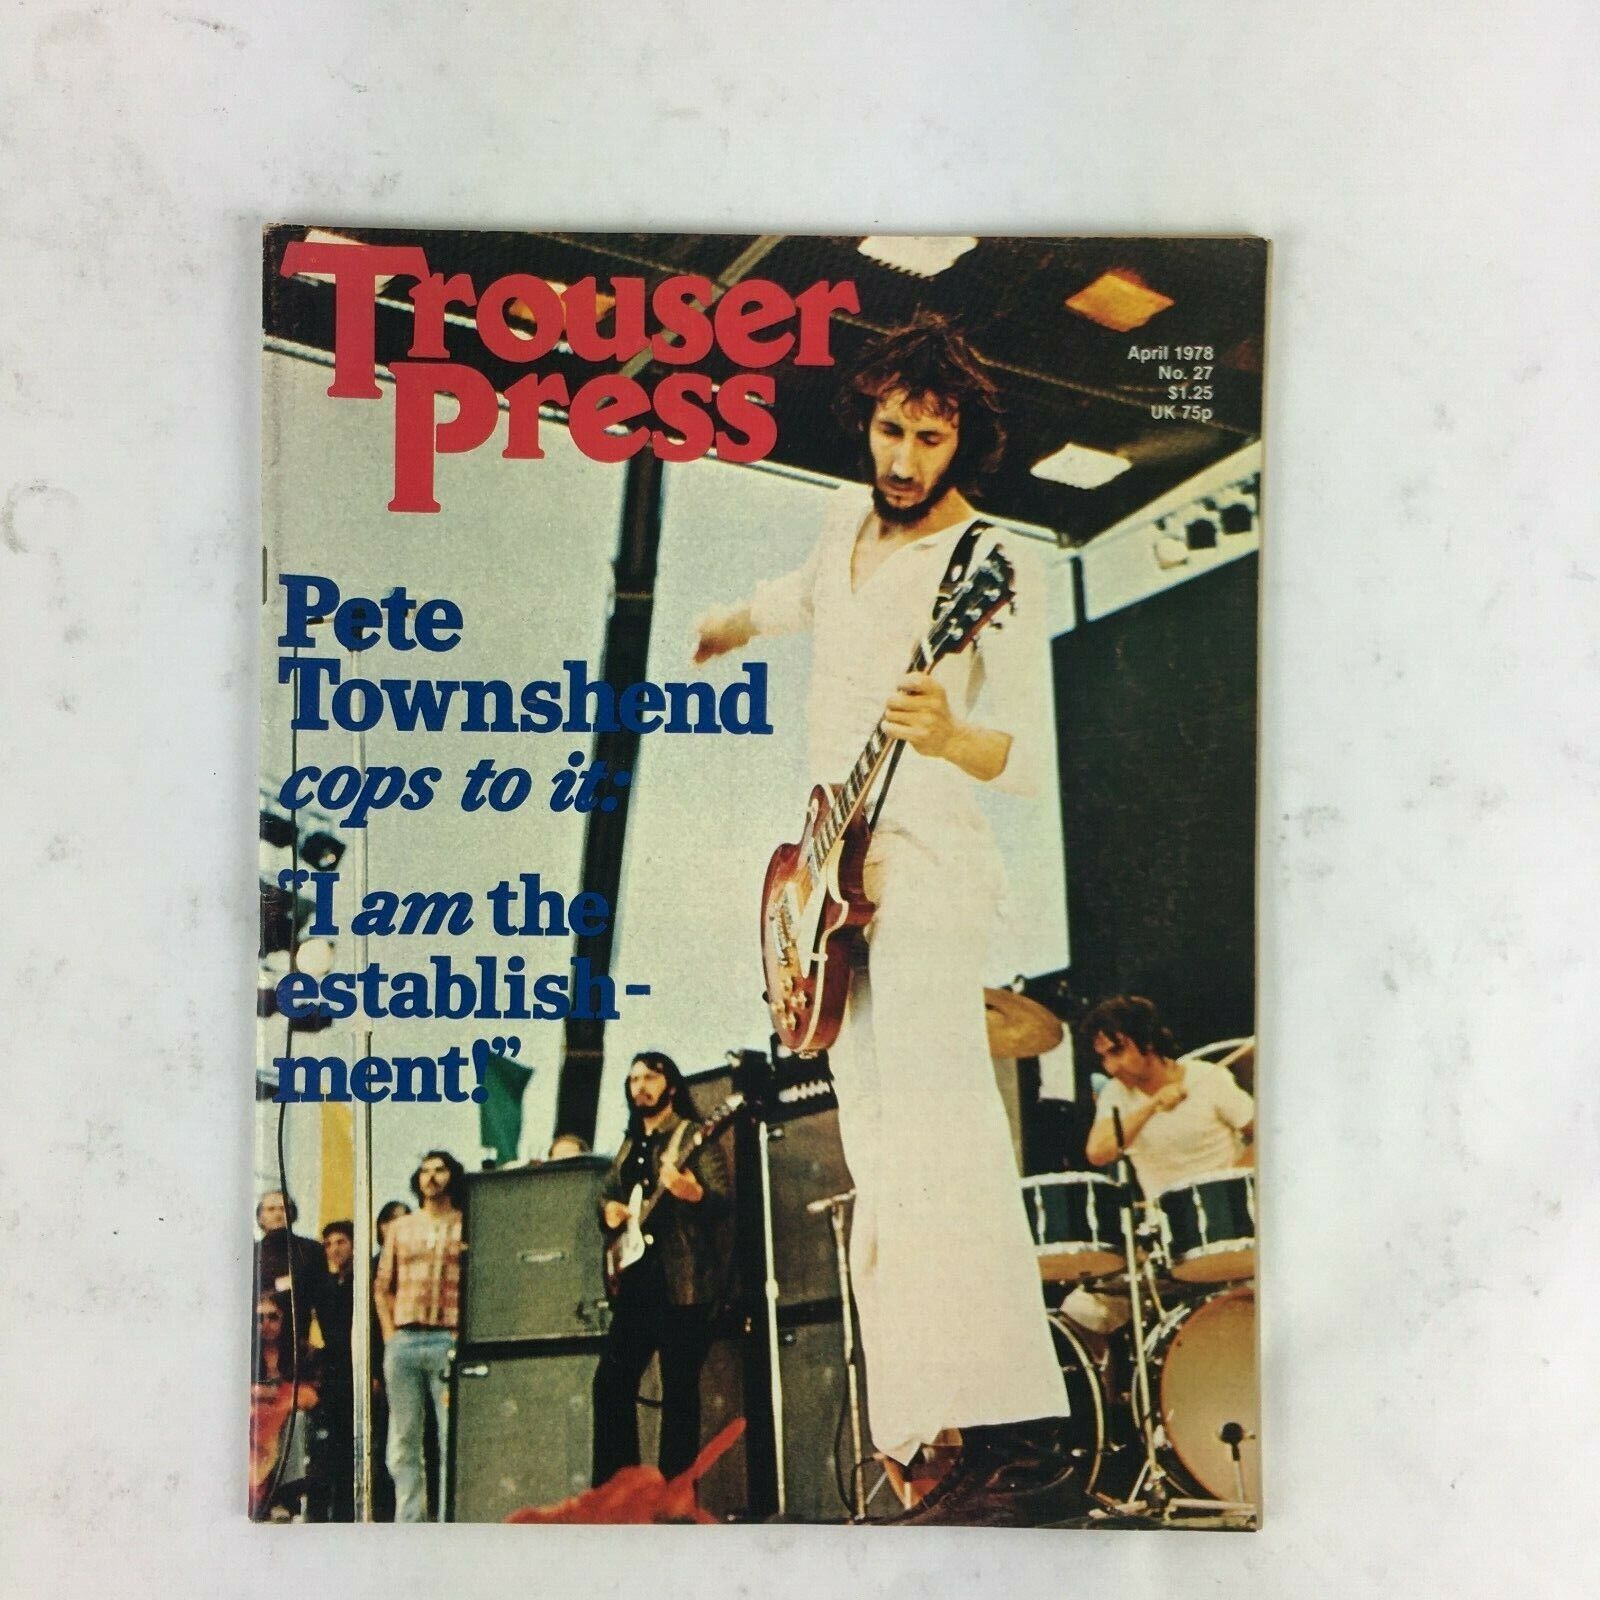 Trouser
Press
April 1978
No. 27
$1.25
UK 75p
Pete
Townshend
cops to it:
"I am the
establish-
ment!"